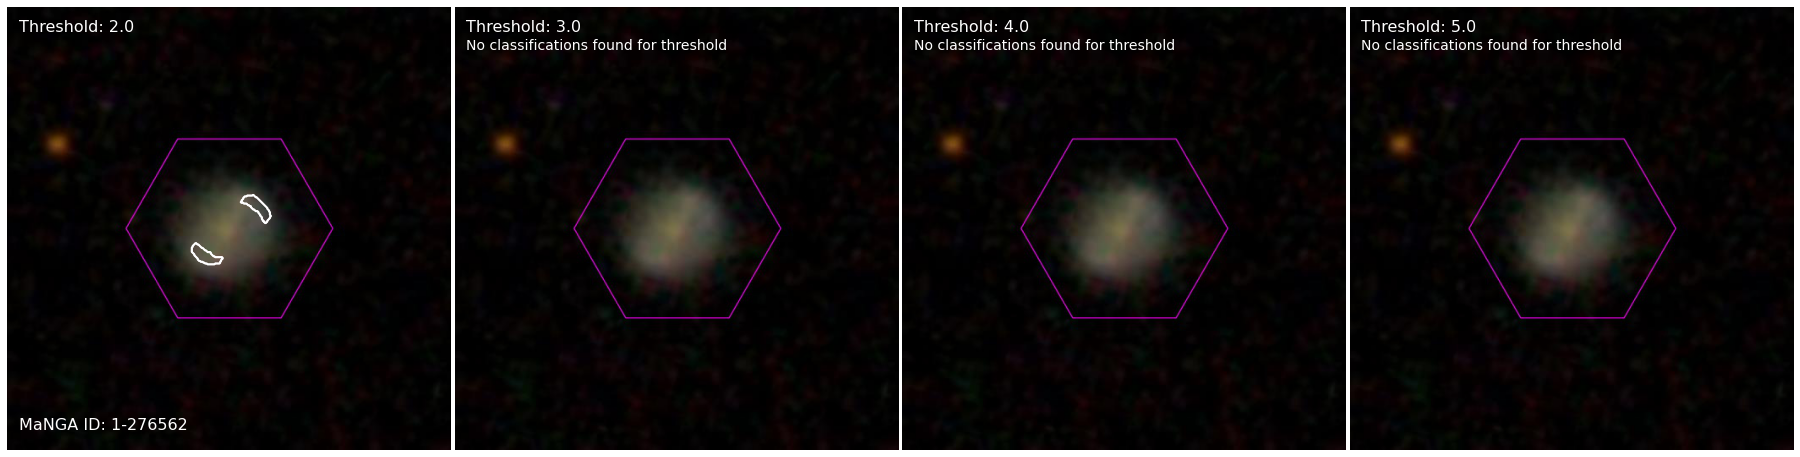 Threshold: 2.0
MaNGA ID: 1-276562
Threshold: 3.0
No classifications found for threshold
Threshold: 4.0
No classifications found for threshold
Threshold: 5.0
No classifications found for threshold